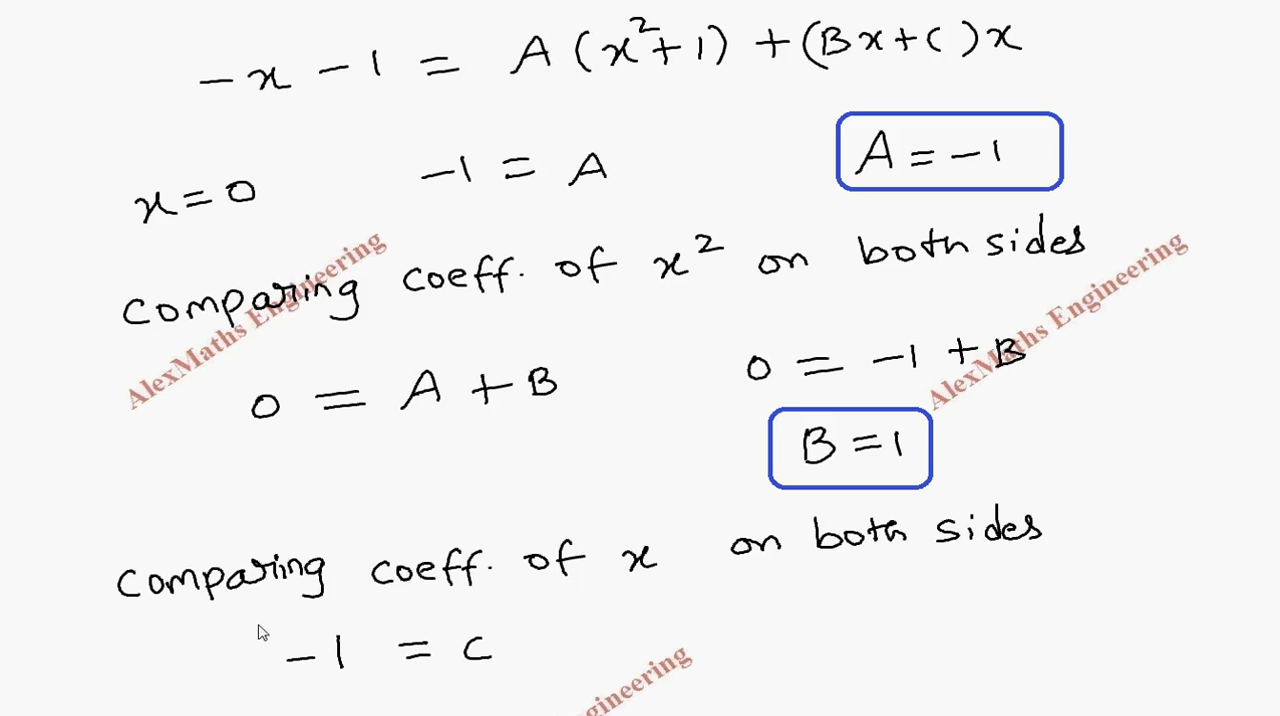 -x - 1 = A(x²+1) + (Bx+C)x
x=0 -1 = A A = -1
Comparing coeff. of x² on both sides
AlexMaths Engineering AlexMaths Engineering
0 = A + B 0 = -1 + B
B = 1
Comparing coeff. of x on both sides
-1 = C
gineering